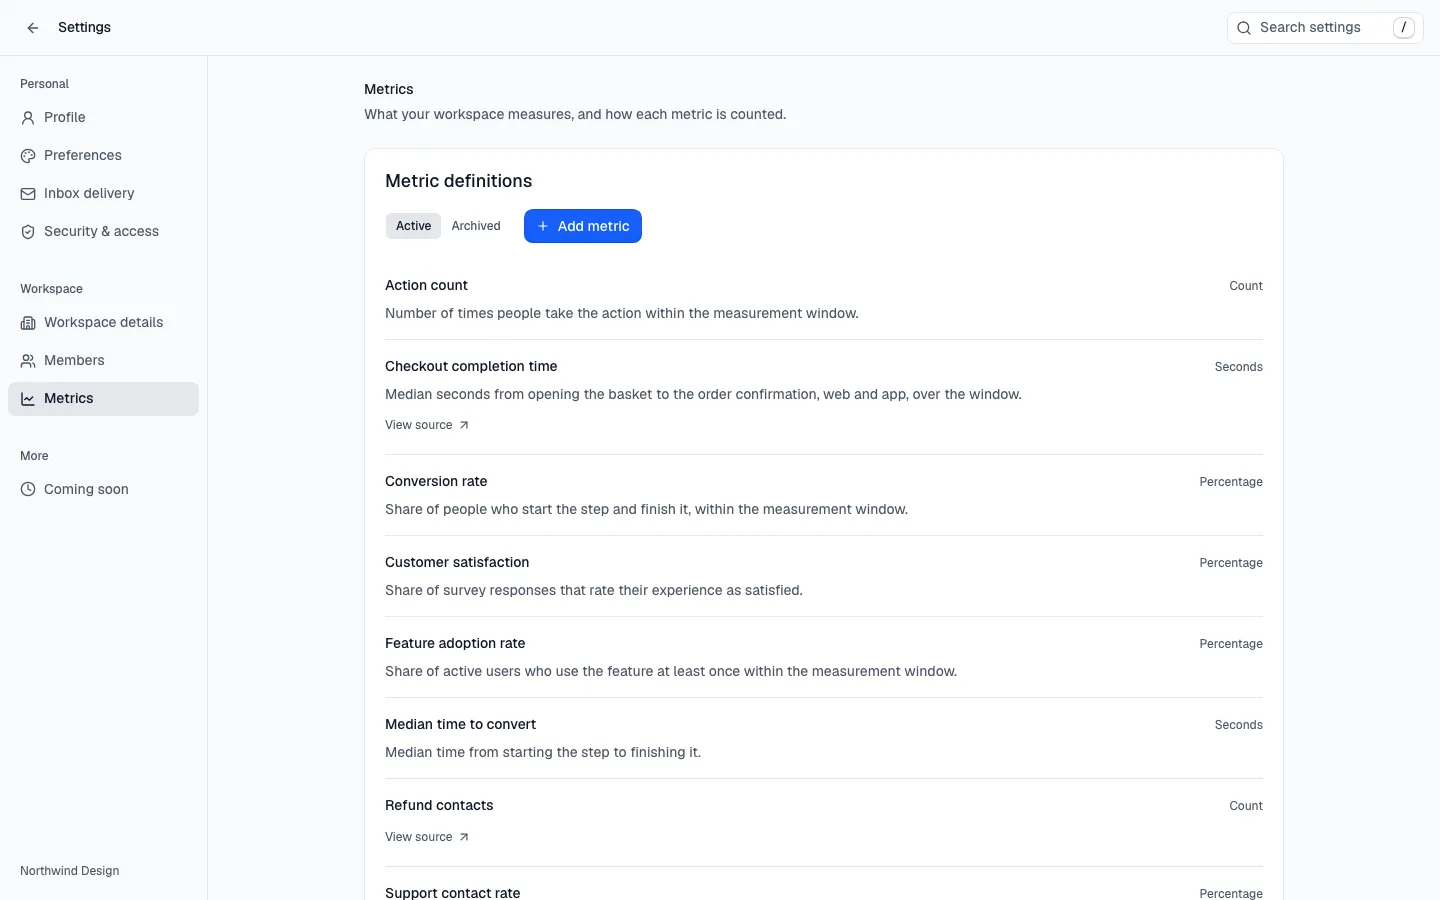 Settings
Search settings /
Personal
Profile
Preferences
Inbox delivery
Security & access
Workspace
Workspace details
Members
Metrics
More
Coming soon
Northwind Design
Metrics
What your workspace measures, and how each metric is counted.
Metric definitions
Active Archived Add metric
Action count Count
Number of times people take the action within the measurement window.
Checkout completion time Seconds
Median seconds from opening the basket to the order confirmation, web and app, over the window.
View source
Conversion rate Percentage
Share of people who start the step and finish it, within the measurement window.
Customer satisfaction Percentage
Share of survey responses that rate their experience as satisfied.
Feature adoption rate Percentage
Share of active users who use the feature at least once within the measurement window.
Median time to convert Seconds
Median time from starting the step to finishing it.
Refund contacts Count
View source
Support contact rate Percentage